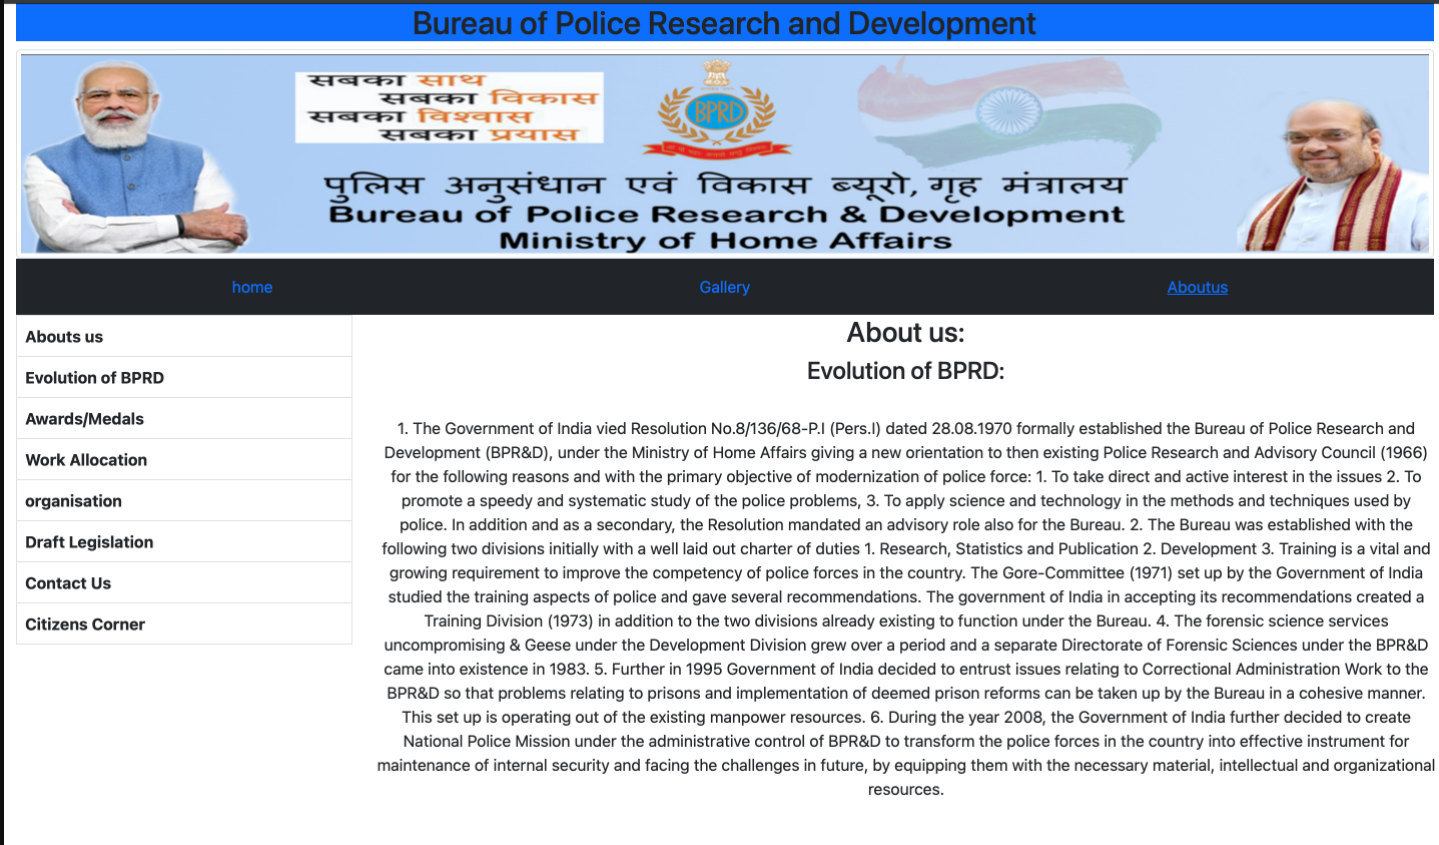 Bureau of Police Research and Development
सबका साथ
सबका विकास
सबका विश्वास
सबका प्रयास
BPRD
पुलिस अनुसंधान एवं विकास ब्यूरो, गृह मंत्रालय
Bureau of Police Research & Development
Ministry of Home Affairs
home
Gallery
Aboutus
Abouts us
Evolution of BPRD
Awards/Medals
Work Allocation
organisation
Draft Legislation
Contact Us
Citizens Corner
About us:
Evolution of BPRD:
1. The Government of India vied Resolution No.8/136/68-P.I (Pers.I) dated 28.08.1970 formally established the Bureau of Police Research and
Development (BPR&D), under the Ministry of Home Affairs giving a new orientation to then existing Police Research and Advisory Council (1966)
for the following reasons and with the primary objective of modernization of police force: 1. To take direct and active interest in the issues 2. To
promote a speedy and systematic study of the police problems, 3. To apply science and technology in the methods and techniques used by
police. In addition and as a secondary, the Resolution mandated an advisory role also for the Bureau. 2. The Bureau was established with the
following two divisions initially with a well laid out charter of duties 1. Research, Statistics and Publication 2. Development 3. Training is a vital and
growing requirement to improve the competency of police forces in the country. The Gore-Committee (1971) set up by the Government of India
studied the training aspects of police and gave several recommendations. The government of India in accepting its recommendations created a
Training Division (1973) in addition to the two divisions already existing to function under the Bureau. 4. The forensic science services
uncompromising & Geese under the Development Division grew over a period and a separate Directorate of Forensic Sciences under the BPR&D
came into existence in 1983. 5. Further in 1995 Government of India decided to entrust issues relating to Correctional Administration Work to the
BPR&D so that problems relating to prisons and implementation of deemed prison reforms can be taken up by the Bureau in a cohesive manner.
This set up is operating out of the existing manpower resources. 6. During the year 2008, the Government of India further decided to create
National Police Mission under the administrative control of BPR&D to transform the police forces in the country into effective instrument for
maintenance of internal security and facing the challenges in future, by equipping them with the necessary material, intellectual and organizational
resources.